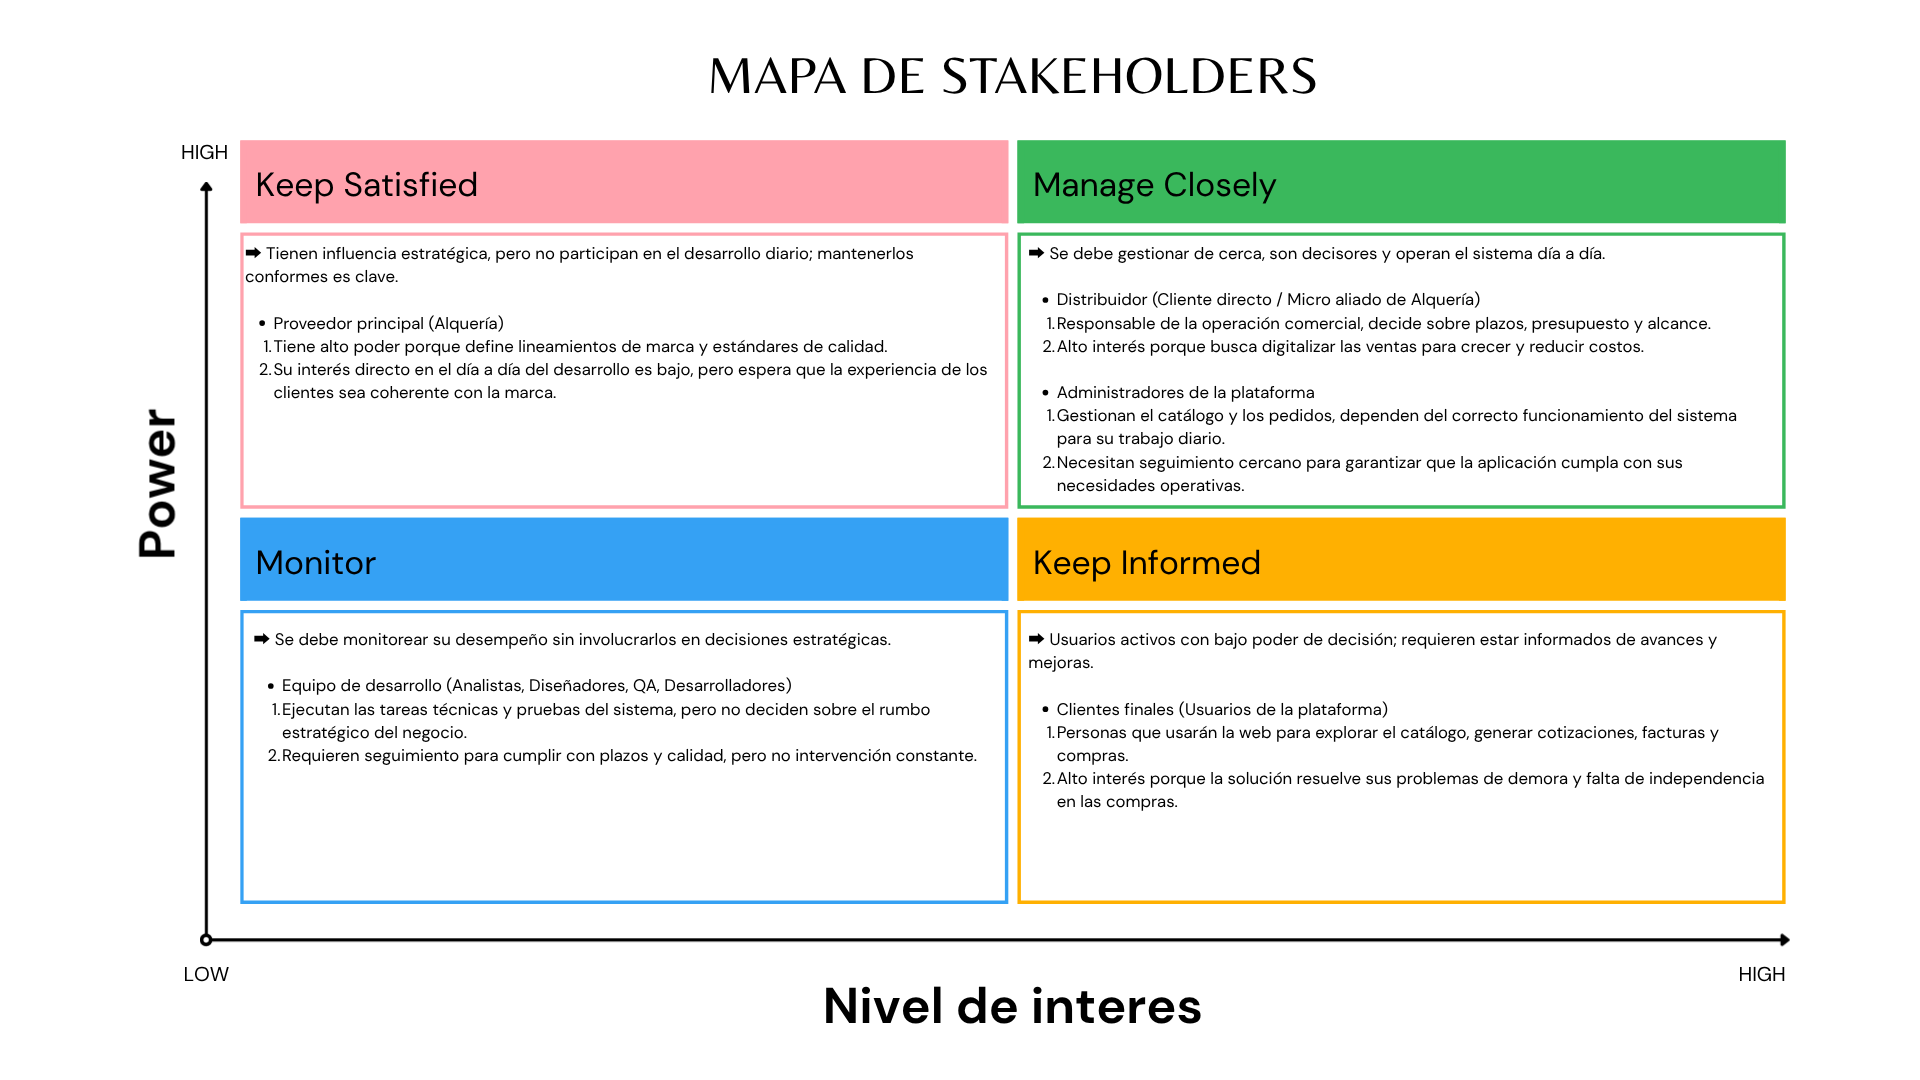 MAPA DE STAKEHOLDERS
HIGH
Power
Keep Satisfied
➡ Tienen influencia estratégica, pero no participan en el desarrollo diario; mantenerlos
conformes es clave.
• Proveedor principal (Alquería)
1. Tiene alto poder porque define lineamientos de marca y estándares de calidad.
2. Su interés directo en el día a día del desarrollo es bajo, pero espera que la experiencia de los
clientes sea coherente con la marca.
Manage Closely
➡ Se debe gestionar de cerca, son decisores y operan el sistema día a día.
• Distribuidor (Cliente directo / Micro aliado de Alquería)
1. Responsable de la operación comercial, decide sobre plazos, presupuesto y alcance.
2. Alto interés porque busca digitalizar las ventas para crecer y reducir costos.
• Administradores de la plataforma
1. Gestionan el catálogo y los pedidos, dependen del correcto funcionamiento del sistema
para su trabajo diario.
2. Necesitan seguimiento cercano para garantizar que la aplicación cumpla con sus
necesidades operativas.
Monitor
➡ Se debe monitorear su desempeño sin involucrarlos en decisiones estratégicas.
• Equipo de desarrollo (Analistas, Diseñadores, QA, Desarrolladores)
1. Ejecutan las tareas técnicas y pruebas del sistema, pero no deciden sobre el rumbo
estratégico del negocio.
2. Requieren seguimiento para cumplir con plazos y calidad, pero no intervención constante.
Keep Informed
➡ Usuarios activos con bajo poder de decisión; requieren estar informados de avances y
mejoras.
• Clientes finales (Usuarios de la plataforma)
1. Personas que usarán la web para explorar el catálogo, generar cotizaciones, facturas y
compras.
2. Alto interés porque la solución resuelve sus problemas de demora y falta de independencia
en las compras.
LOW
HIGH
Nivel de interes